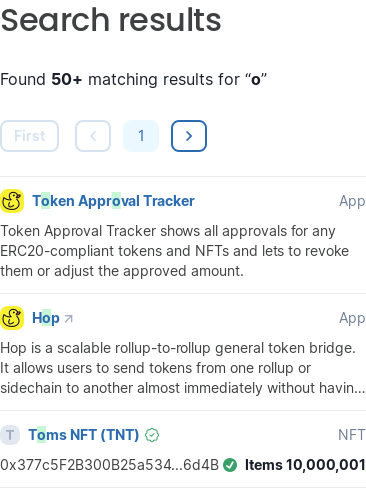 Search results
Found 50+ matching results for “o”
First
1
Token Approval Tracker App
Token Approval Tracker shows all approvals for any
ERC20-compliant tokens and NFTs and lets to revoke
them or adjust the approved amount.
Hop App
Hop is a scalable rollup-to-rollup general token bridge.
It allows users to send tokens from one rollup or
sidechain to another almost immediately without havin...
T Toms NFT (TNT) NFT
0x377c5F2B300B25a534...6d4B Items 10,000,001